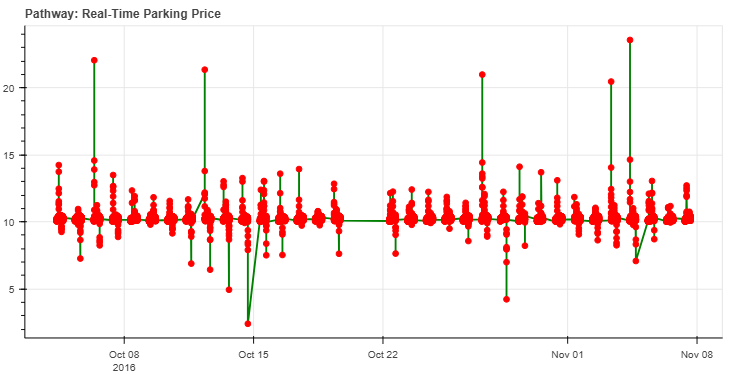 Pathway: Real-Time Parking Price
20
15
10
5
Oct 08
Oct 15
Oct 22
Nov 01
Nov 08
2016